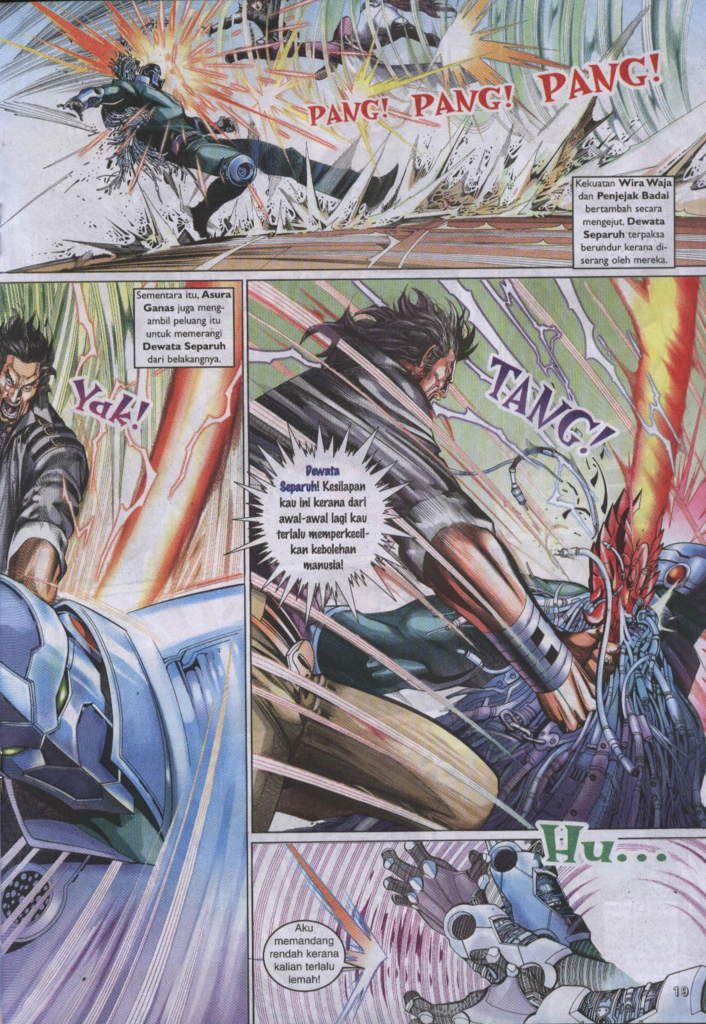 PANG! PANG! PANG!
Kekuatan Wira Waja
dan Penjejak Badai
bertambah secara
mengejut. Dewata
Separuh terpaksa
berundur kerana di-
serang oleh mereka.
Sementara itu, Asura
Ganas juga meng-
ambil peluang itu
untuk memerangi
Dewata Separuh
dari belakangnya.
Yak!
TANG!
Dewata
Separuh! Kesilapan
kau ini kerana dari
awal-awal lagi kau
terlalu memperkecil-
kan kebolehan
manusia!
Hu...
Aku
memandang
rendah kerana
kalian terlalu
lemah!
19